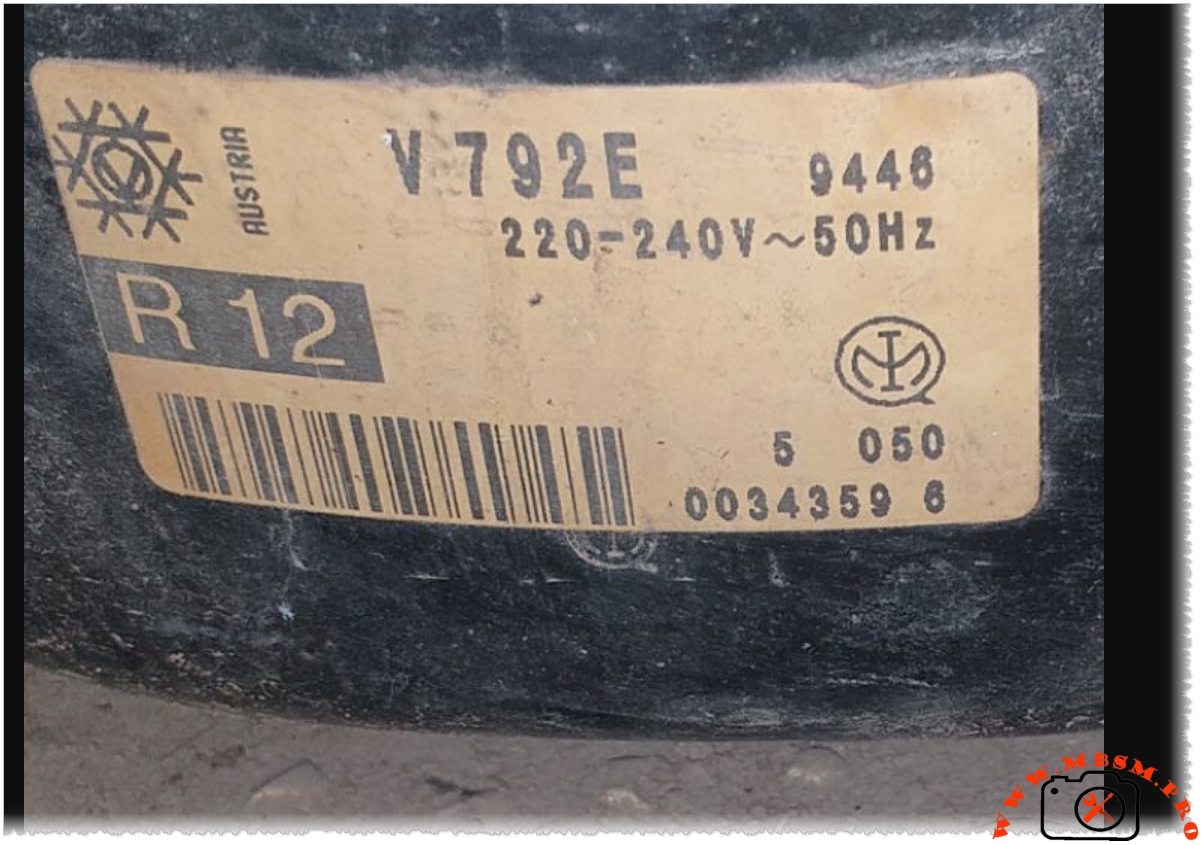 AUSTRIA
V792E
9446
220-240V~50Hz
R 12
5 050
0034359 6
WWW.MBSM.PRO